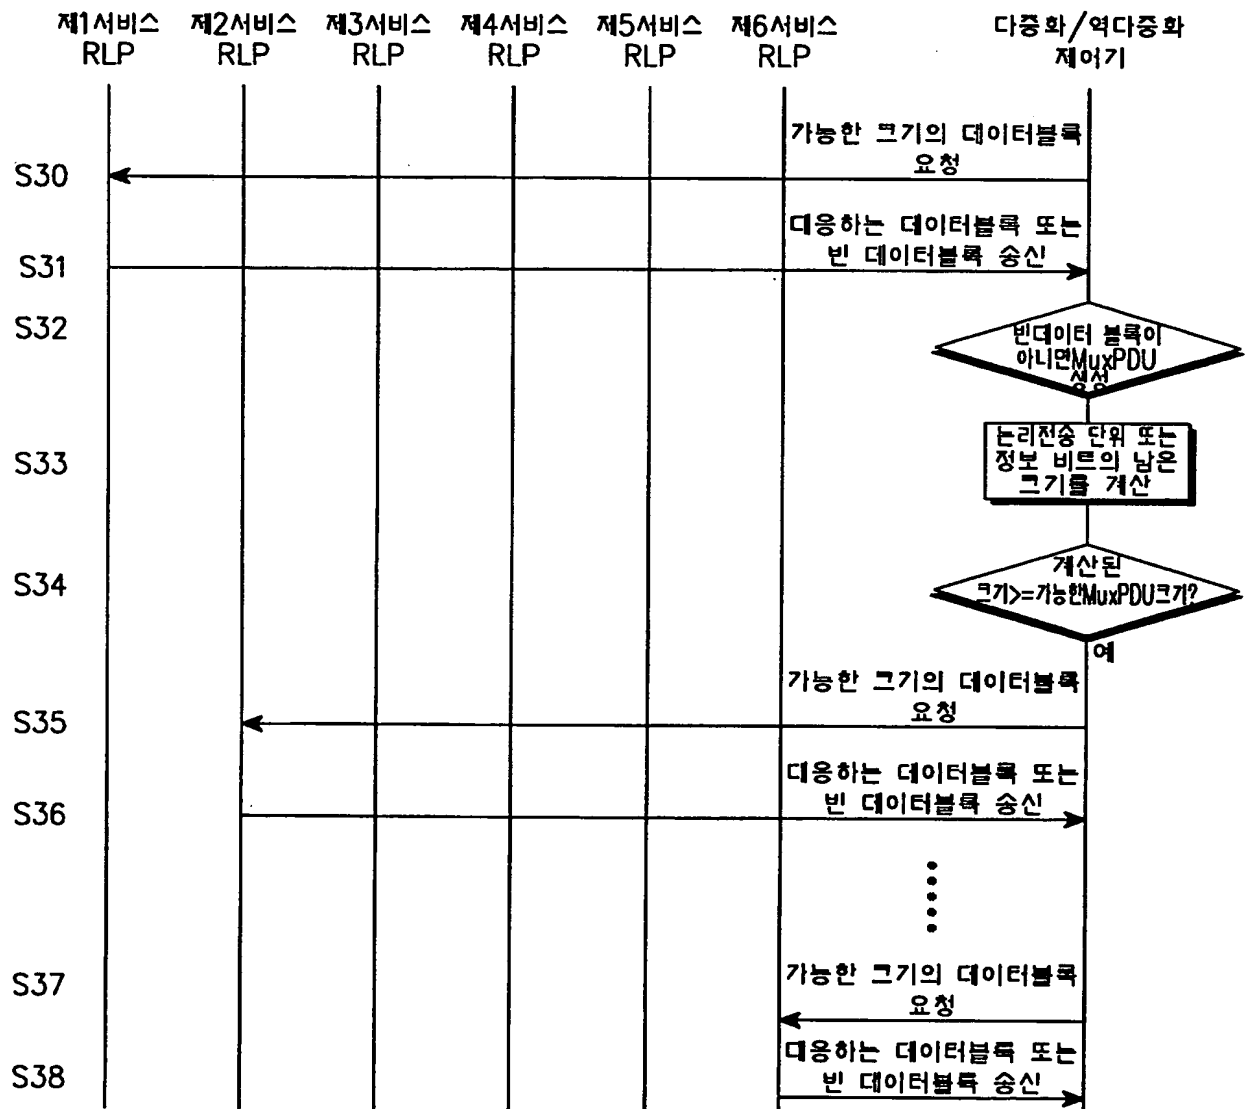 제1서비스 제2서비스 제3서비스 제4서비스 제5서비스 제6서비스 다중화/역다중화
RLP RLP RLP RLP RLP RLP 제어기
가능한 크기의 데이터블록
요청
S30
대응하는 데이터블록 또는
빈 데이터블록 송신
S31
S32
빈데이터 블록이
아니면MuxPDU
생성
S33
논리전송 단위 또는
정보 비트의 남은
크기를 계산
S34
계산된
크기>=가능한MuxPDU크기?
예
가능한 크기의 데이터블록
요청
S35
대응하는 데이터블록 또는
빈 데이터블록 송신
S36
S37
가능한 크기의 데이터블록
요청
대응하는 데이터블록 또는
빈 데이터블록 송신
S38